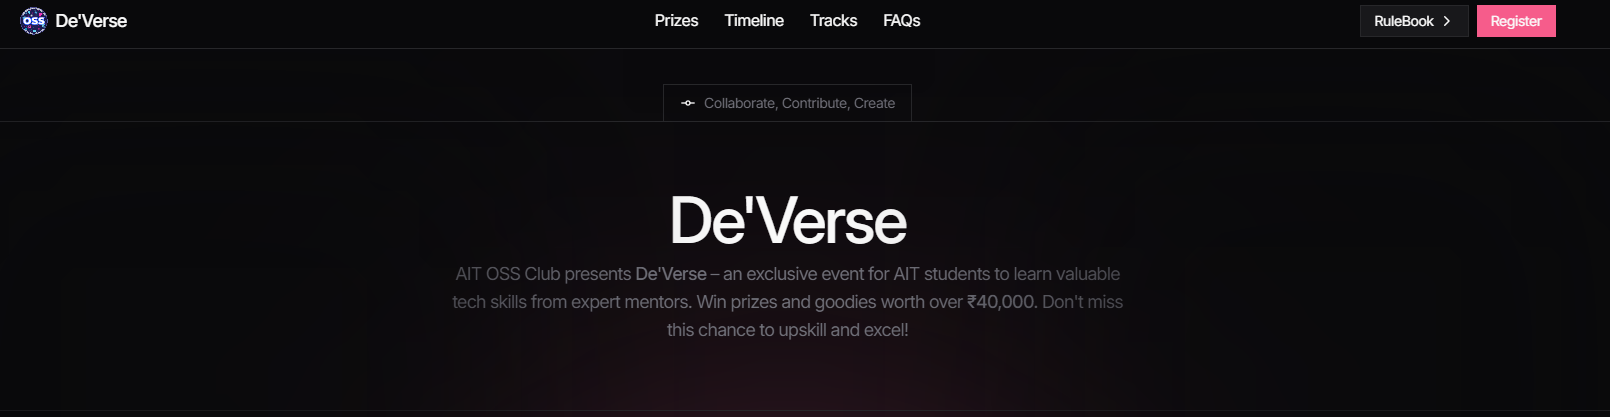 OSS De'Verse
Prizes Timeline Tracks FAQs
RuleBook
Register
Collaborate, Contribute, Create
De'Verse
AIT OSS Club presents De'Verse – an exclusive event for AIT students to learn valuable
tech skills from expert mentors. Win prizes and goodies worth over ₹40,000. Don't miss
this chance to upskill and excel!